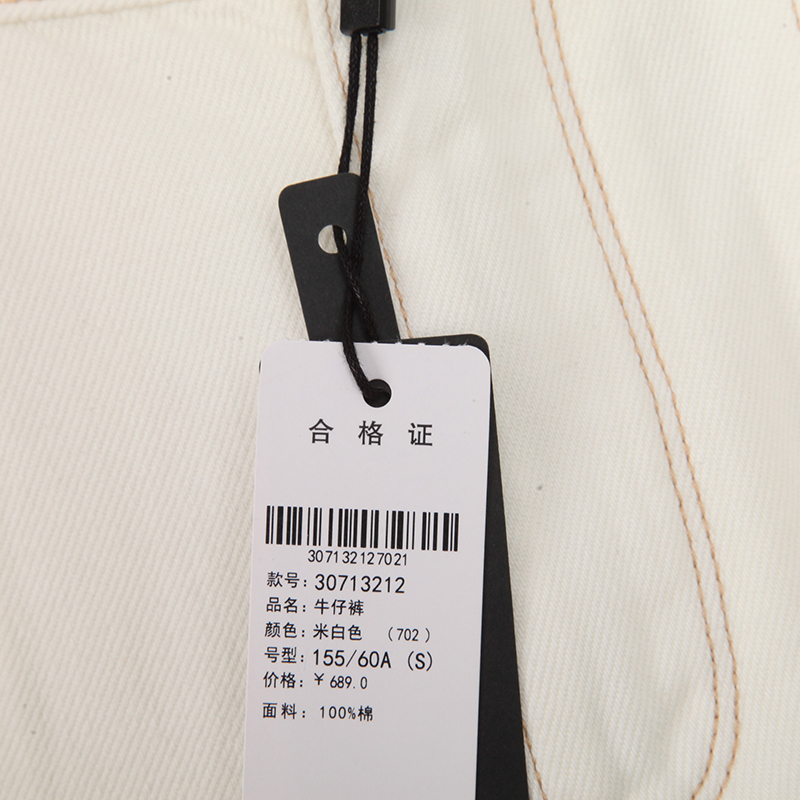 合格证
307132127021
款号：30713212
品名：牛仔裤
颜色：米白色 （702）
号型：155/60A (S)
价格：￥689.0
面料：100%棉